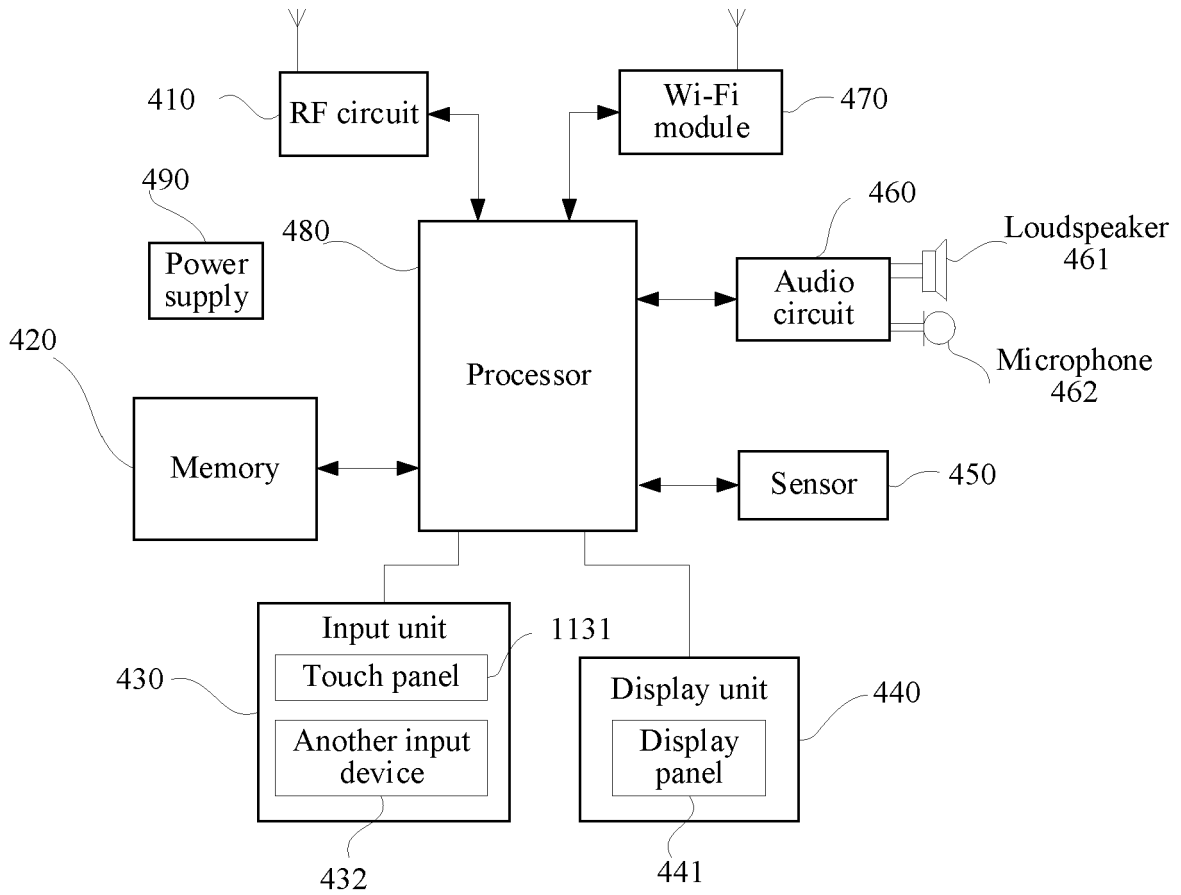 410
RF circuit
Wi-Fi
module
470
490
Power
supply
480
460
Audio
circuit
Loudspeaker
461
420
Processor
Microphone
462
Memory
Sensor
450
Input unit
1131
430
Touch panel
Another input
device
432
Display unit
440
Display
panel
441